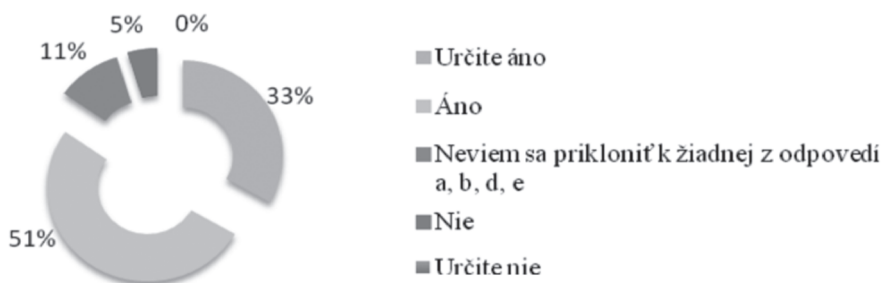 5% 0%
11%
33%
51%
Určite áno
Áno
Neviem sa prikloniť k žiadnej z odpovedí
a, b, d, e
Nie
Určite nie